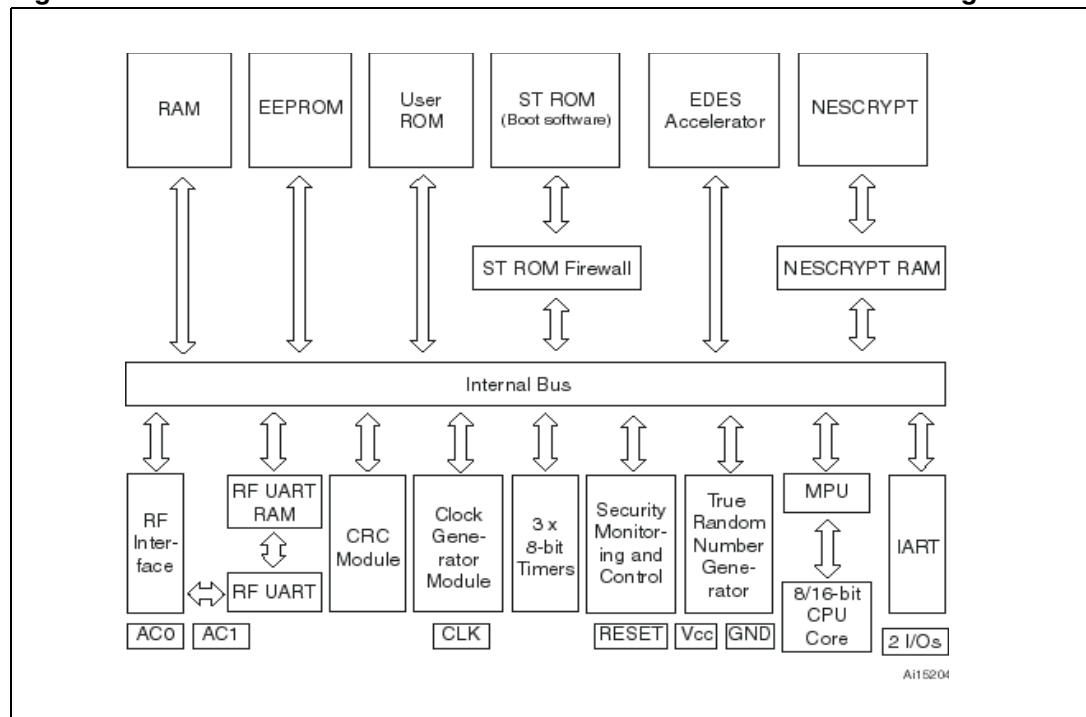 RAM
EEPROM
User
ROM
ST ROM
(Boot software)
EDES
Accelerator
NESCRYPT
ST ROM Firewall
NESCRYPT RAM
Internal Bus
RF
Inter-
face
RF UART
RAM
RF UART
CRC
Module
Clock
Gene-
rator
Module
3 x
8-bit
Timers
Security
Monitor-
ing and
Control
True
Random
Number
Gene-
rator
MPU
8/16-bit
CPU
Core
IART
AC0
AC1
CLK
RESET
Vcc
GND
2 I/Os
Ai15204